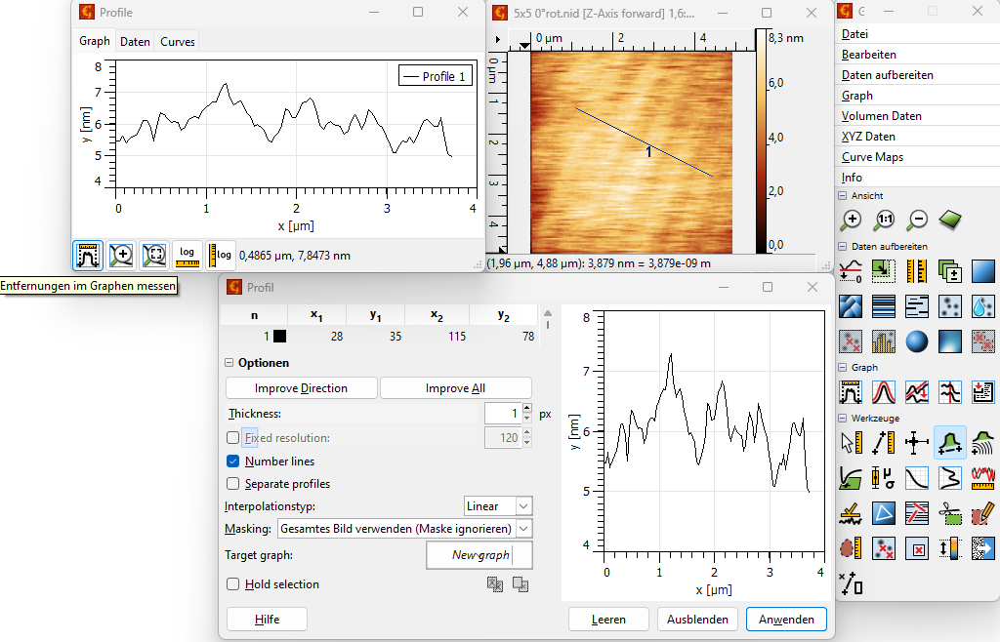 Profile
Graph Daten Curves
8
7
6
5
4
y [nm]
Profile 1
0 1 2 3 4
x [µm]
log log 0,4865 µm, 7,8473 nm
Entfernungen im Graphen messen
5x5 0°rot.nid [Z-Axis forward] 1,6:...
0 µm 2 4
0 µm
1
2
3
4
1
8,3 nm
6,0
4,0
2,0
0,0
(1,96 µm, 4,88 µm): 3,879 nm = 3,879e-09 m
Profil
n x1 y1 x2 y2
1 28 35 115 78
Optionen
Improve Direction Improve All
Thickness: 1 px
Fixed resolution: 120
Number lines
Separate profiles
Interpolationstyp: Linear
Masking: Gesamtes Bild verwenden (Maske ignorieren)
Target graph: New graph
Hold selection
Hilfe
8
7
6
5
4
y [nm]
0 1 2 3 4
x [µm]
Leeren Ausblenden Anwenden
G
Datei
Bearbeiten
Daten aufbereiten
Graph
Volumen Daten
XYZ Daten
Curve Maps
Info
Ansicht
1:1
Daten aufbereiten
0
Graph
Werkzeuge
µ
σ